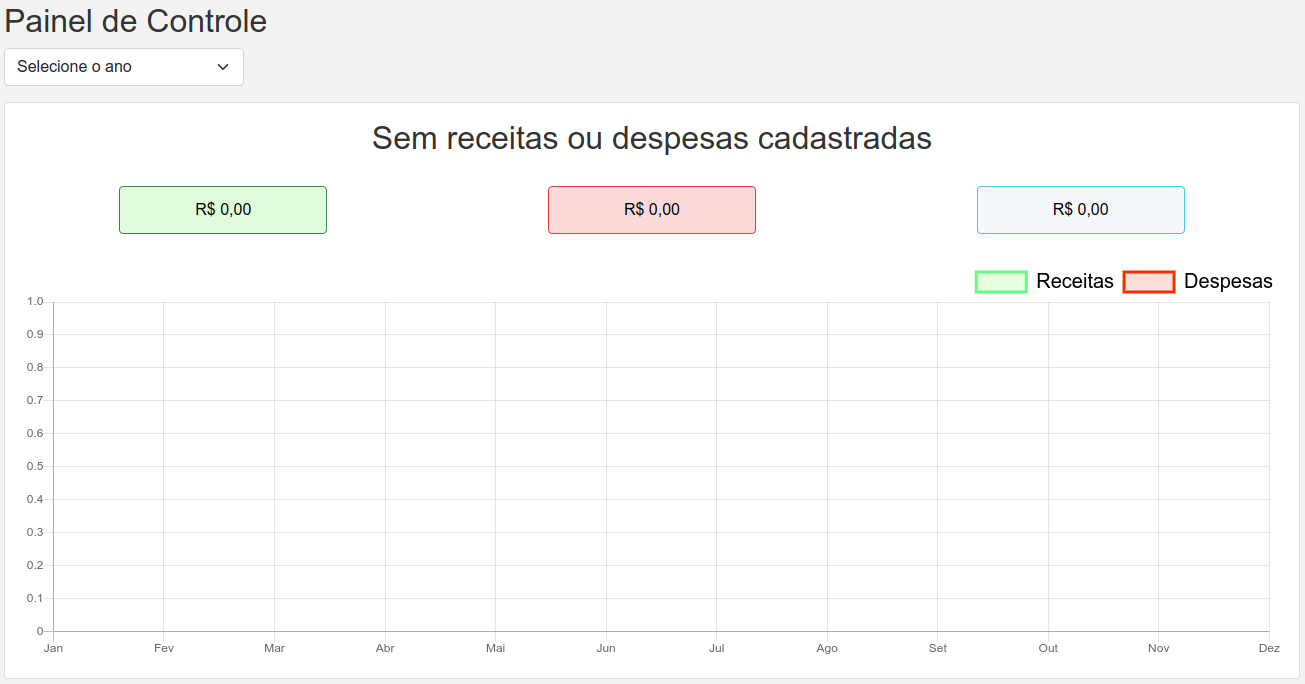 Painel de Controle
Selecione o ano
Sem receitas ou despesas cadastradas
R$ 0,00 R$ 0,00 R$ 0,00
Receitas Despesas
1.0
0.9
0.8
0.7
0.6
0.5
0.4
0.3
0.2
0.1
0
Jan Fev Mar Abr Mai Jun Jul Ago Set Out Nov Dez